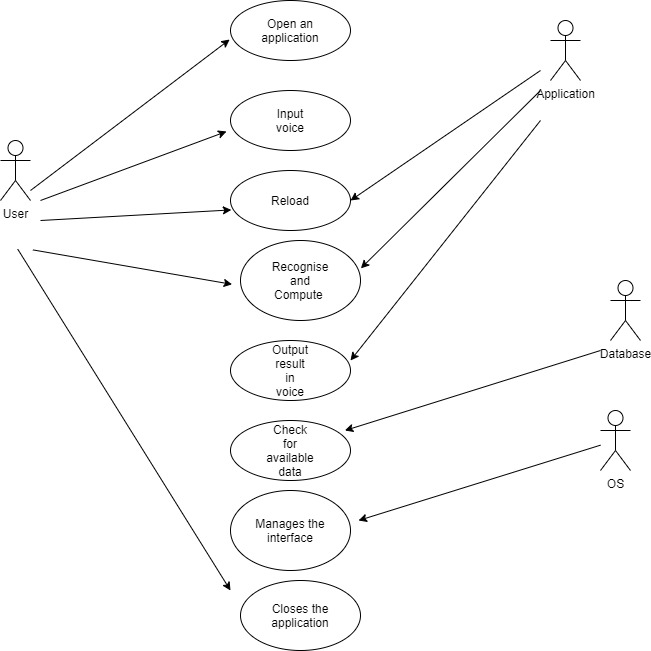 Open an
application
Application
Input
voice
User
Reload
Recognise
and
Compute
Output
result
in
voice
Database
Check
for
available
data
OS
Manages the
interface
Closes the
application